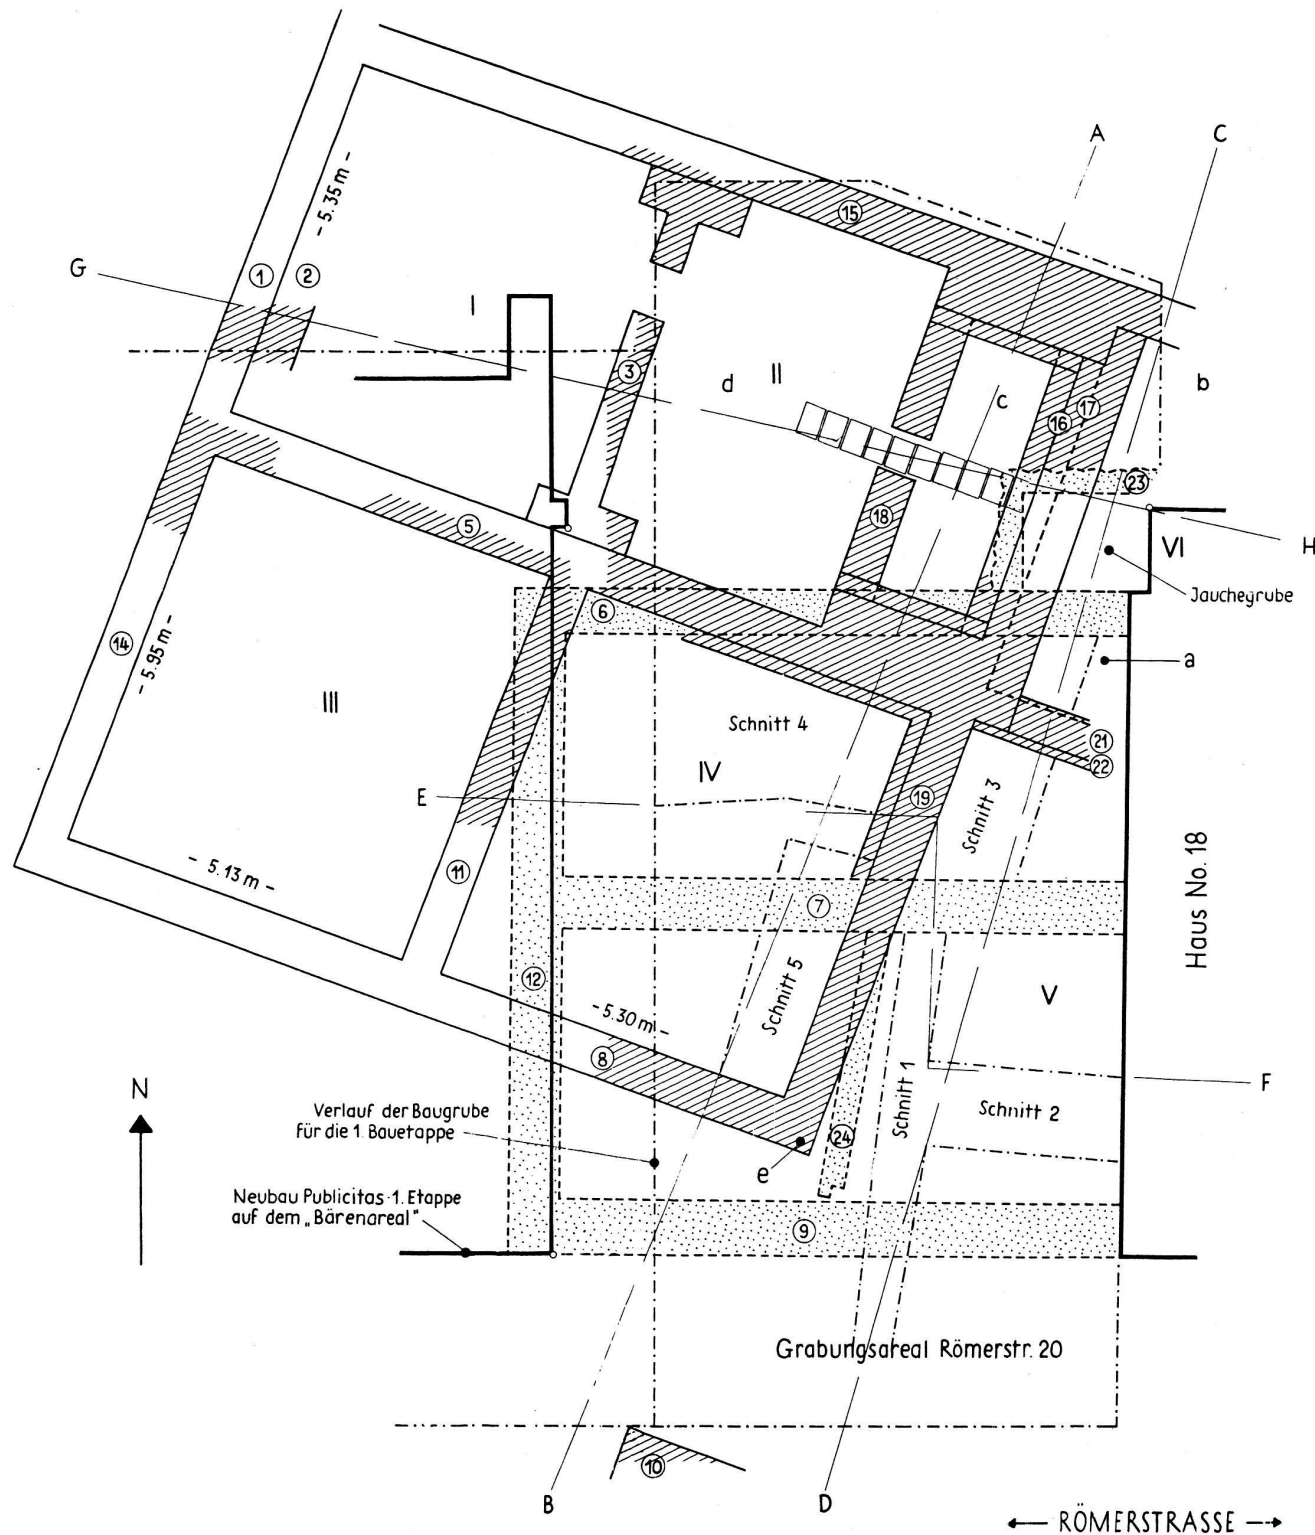 A
C
15
- 5.35 m -
G
1
2
I
3
d
II
b
c
17
16
23
5
18
H
VI
Jauchegrube
6
14
- 5.95 m -
a
III
Schnitt 4
21
22
IV
E
19
Schnitt 3
- 5.13 m -
11
Haus No. 18
7
12
Schnitt 5
V
- 5.30 m -
8
F
N
Schnitt 1
Schnitt 2
Verlauf der Baugrube
für die 1. Bauetappe
24
e
Neubau Publicitas · 1. Etappe
auf dem „Bärenareal"
9
Grabungsareal Römerstr. 20
10
B
D
RÖMERSTRASSE